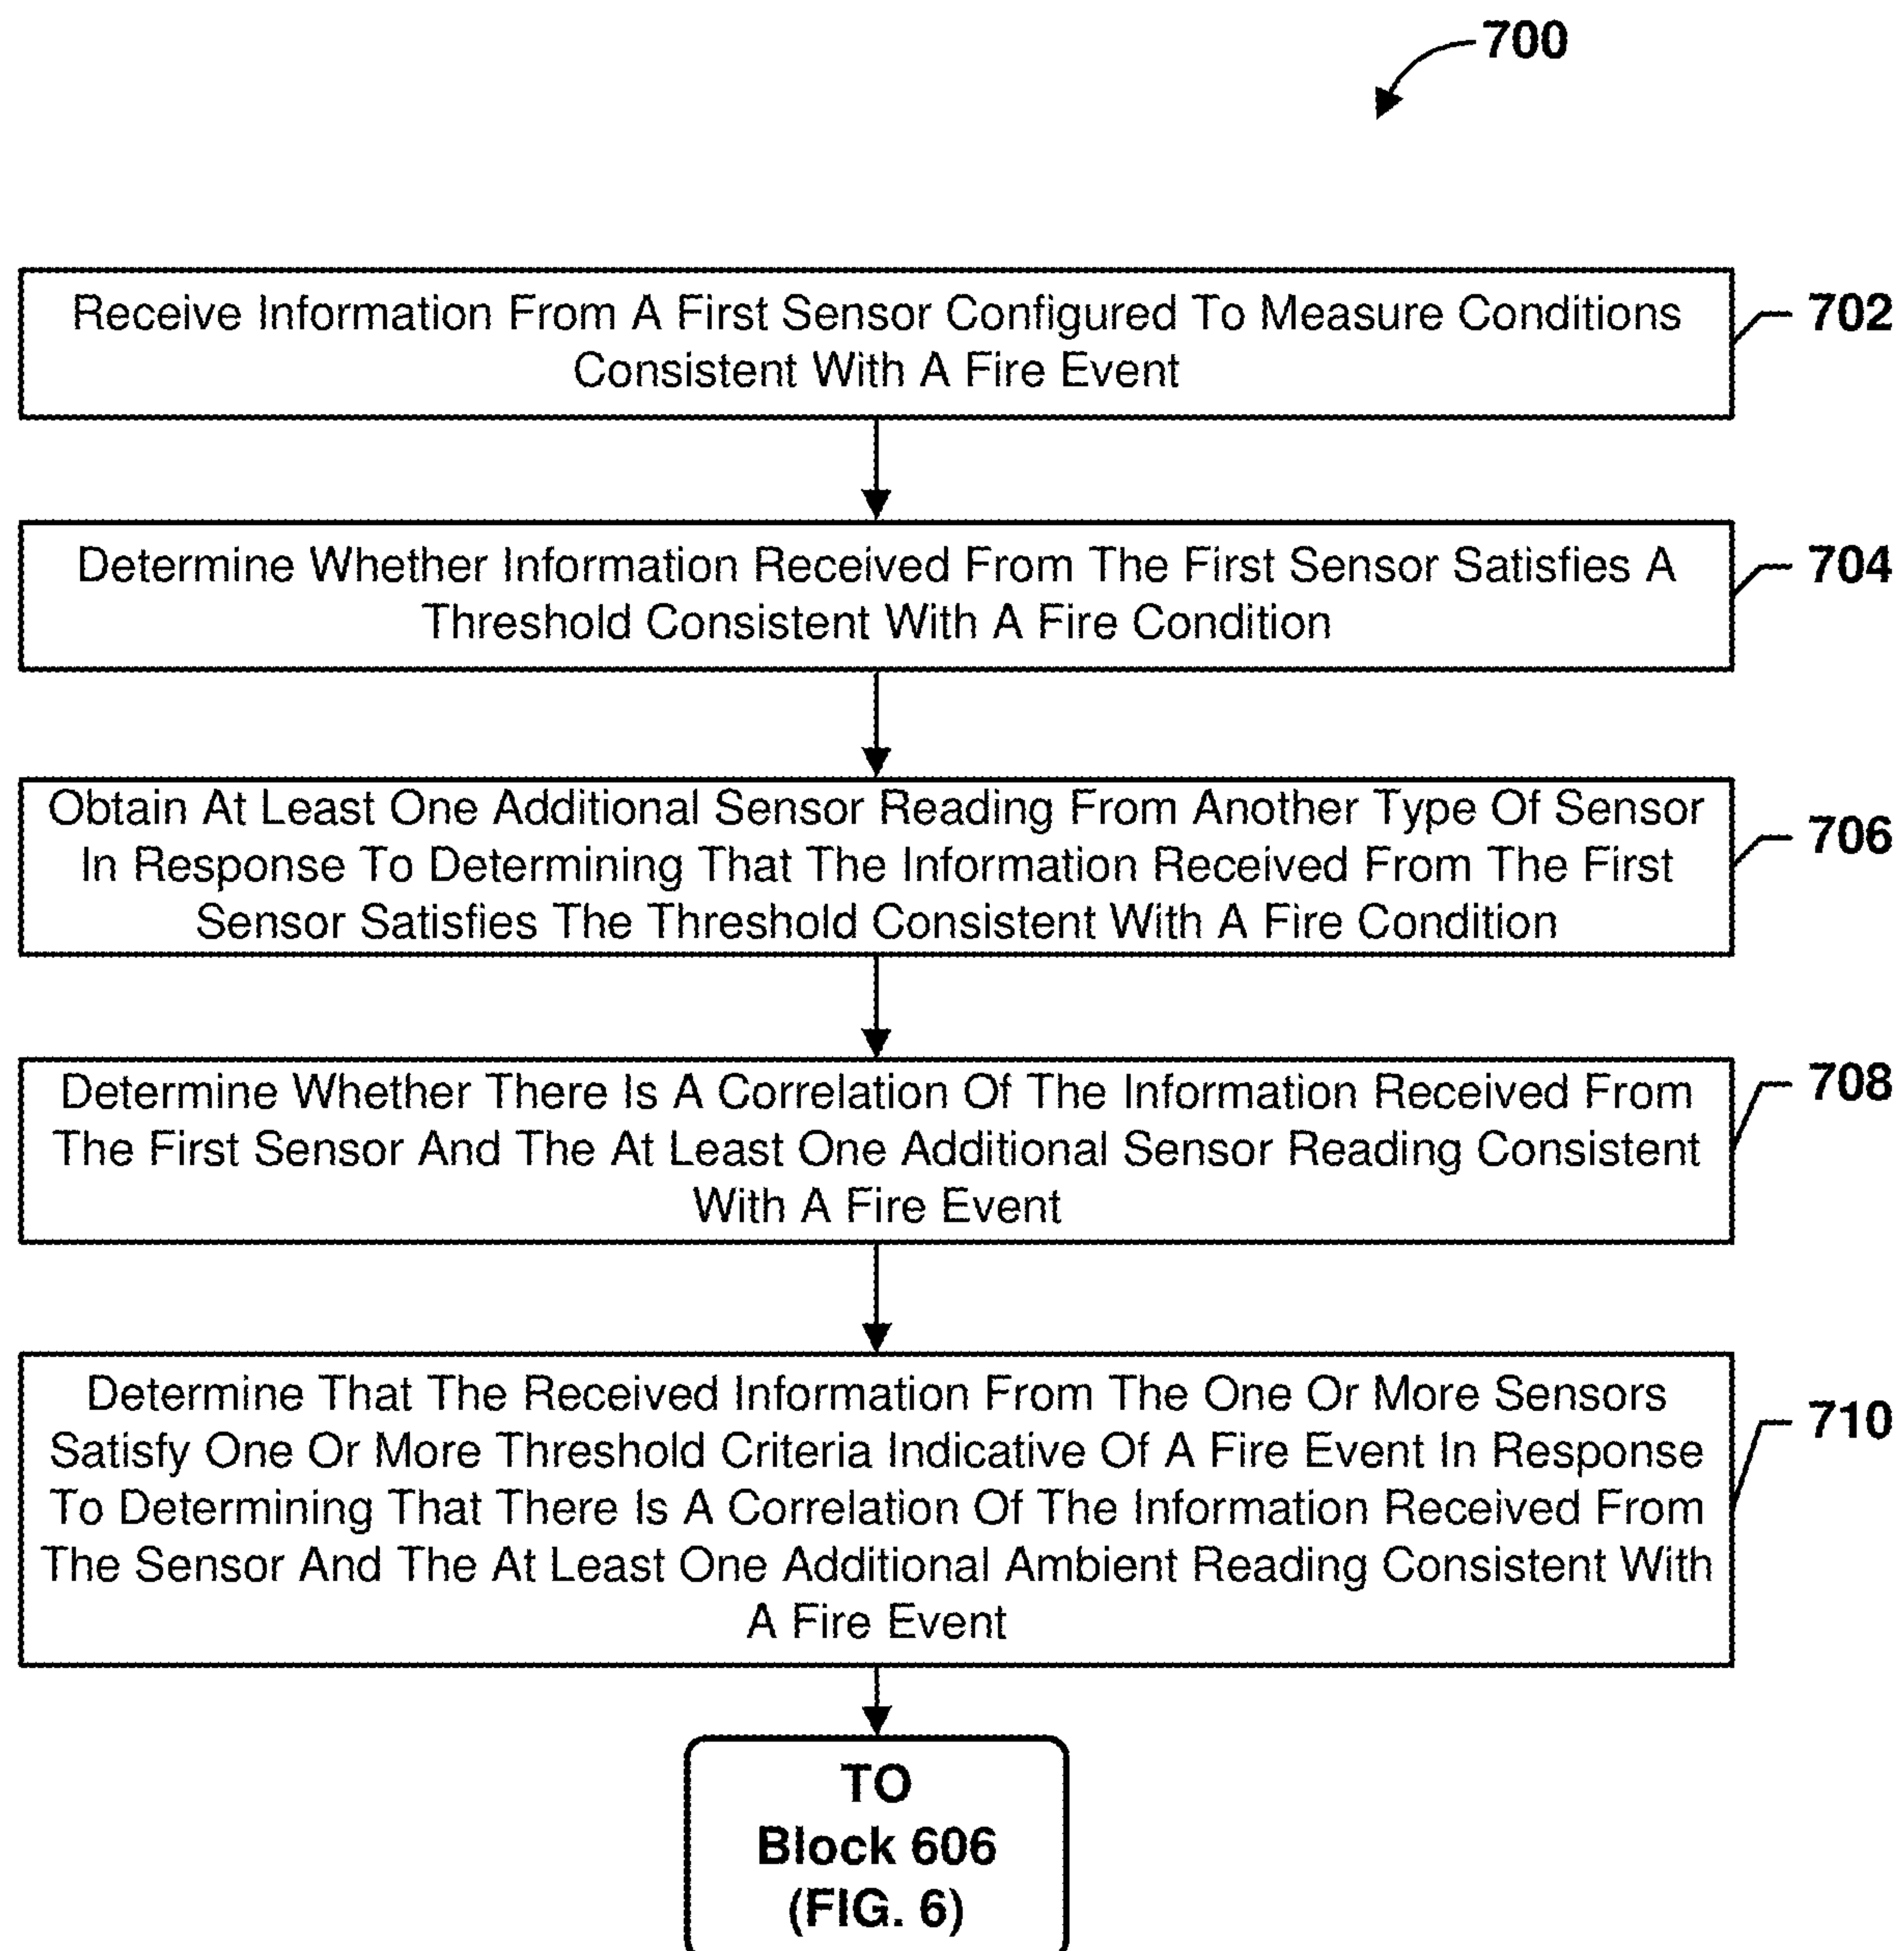 700
Receive Information From A First Sensor Configured To Measure Conditions
Consistent With A Fire Event
702
Determine Whether Information Received From The First Sensor Satisfies A
Threshold Consistent With A Fire Condition
704
Obtain At Least One Additional Sensor Reading From Another Type Of Sensor
In Response To Determining That The Information Received From The First
Sensor Satisfies The Threshold Consistent With A Fire Condition
706
Determine Whether There Is A Correlation Of The Information Received From
The First Sensor And The At Least One Additional Sensor Reading Consistent
With A Fire Event
708
Determine That The Received Information From The One Or More Sensors
Satisfy One Or More Threshold Criteria Indicative Of A Fire Event In Response
To Determining That There Is A Correlation Of The Information Received From
The Sensor And The At Least One Additional Ambient Reading Consistent With
A Fire Event
710
TO
Block 606
(FIG. 6)